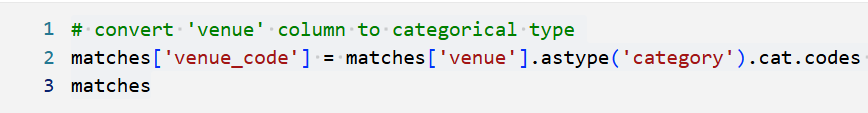 1 # convert 'venue' column to categorical type
2 matches['venue_code'] = matches['venue'].astype('category').cat.codes
3 matches